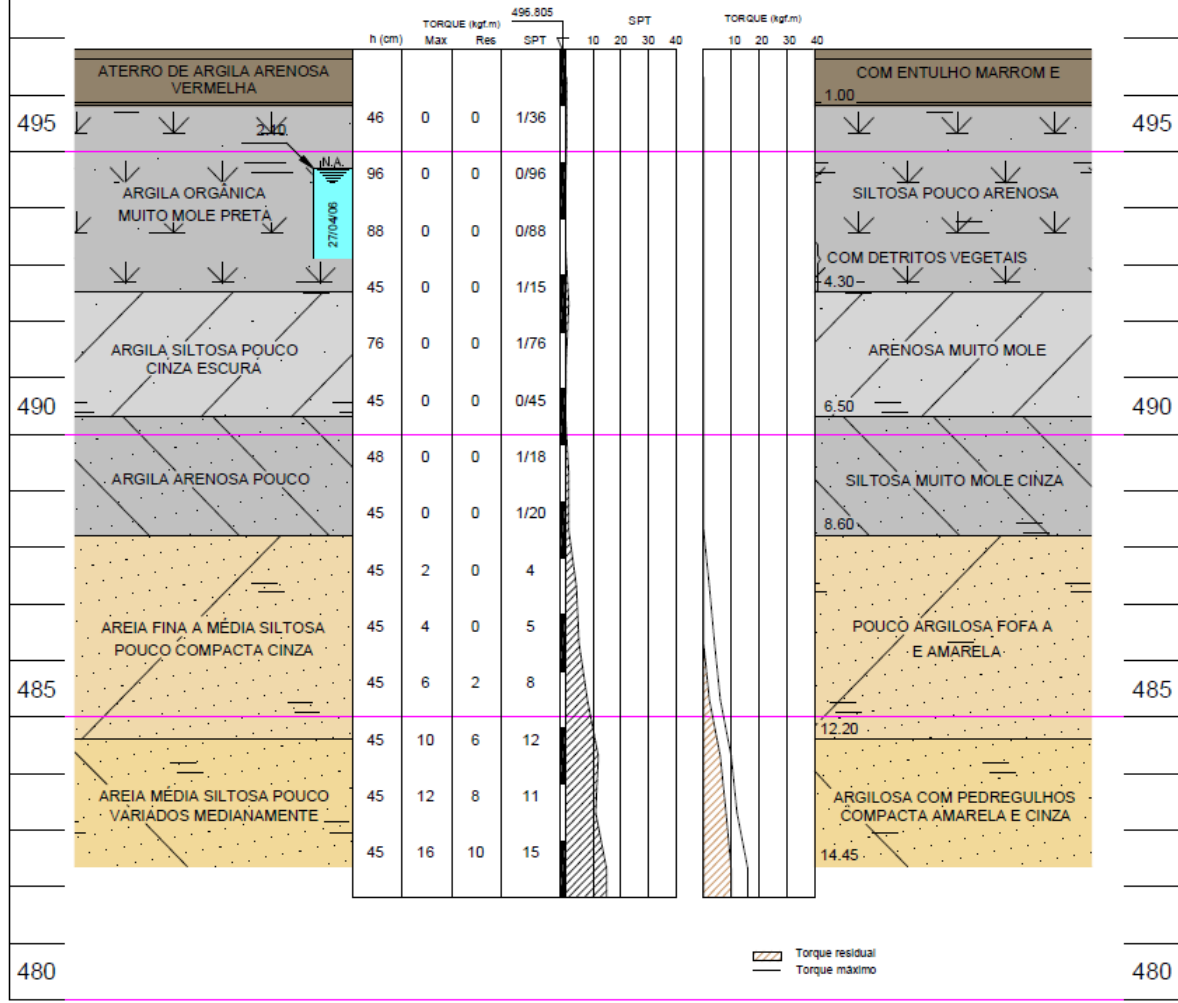 496.805
TORQUE (kgf.m) SPT TORQUE (kgf.m)
h (cm) Max Res SPT 10 20 30 40 10 20 30 40
ATERRO DE ARGILA ARENOSA COM ENTULHO MARROM E
VERMELHA
1.00
495 46 0 0 1/36 495
2.40
N.A.
96 0 0 0/96
ARGILA ORGÂNICA SILTOSA POUCO ARENOSA
MUITO MOLE PRETA
27/04/06
88 0 0 0/88
COM DETRITOS VEGETAIS
4.30
45 0 0 1/15
76 0 0 1/76
ARGILA SILTOSA POUCO ARENOSA MUITO MOLE
CINZA ESCURA
490 45 0 0 0/45 6.50 490
48 0 0 1/18
ARGILA ARENOSA POUCO SILTOSA MUITO MOLE CINZA
45 0 0 1/20
8.60
45 2 0 4
AREIA FINA A MÉDIA SILTOSA 45 4 0 5 POUCO ARGILOSA FOFA A
POUCO COMPACTA CINZA E AMARELA
485 45 6 2 8 485
12.20
45 10 6 12
AREIA MÉDIA SILTOSA POUCO 45 12 8 11 ARGILOSA COM PEDREGULHOS
VARIADOS MEDIANAMENTE COMPACTA AMARELA E CINZA
45 16 10 15 14.45
Torque residual
480 Torque máximo 480